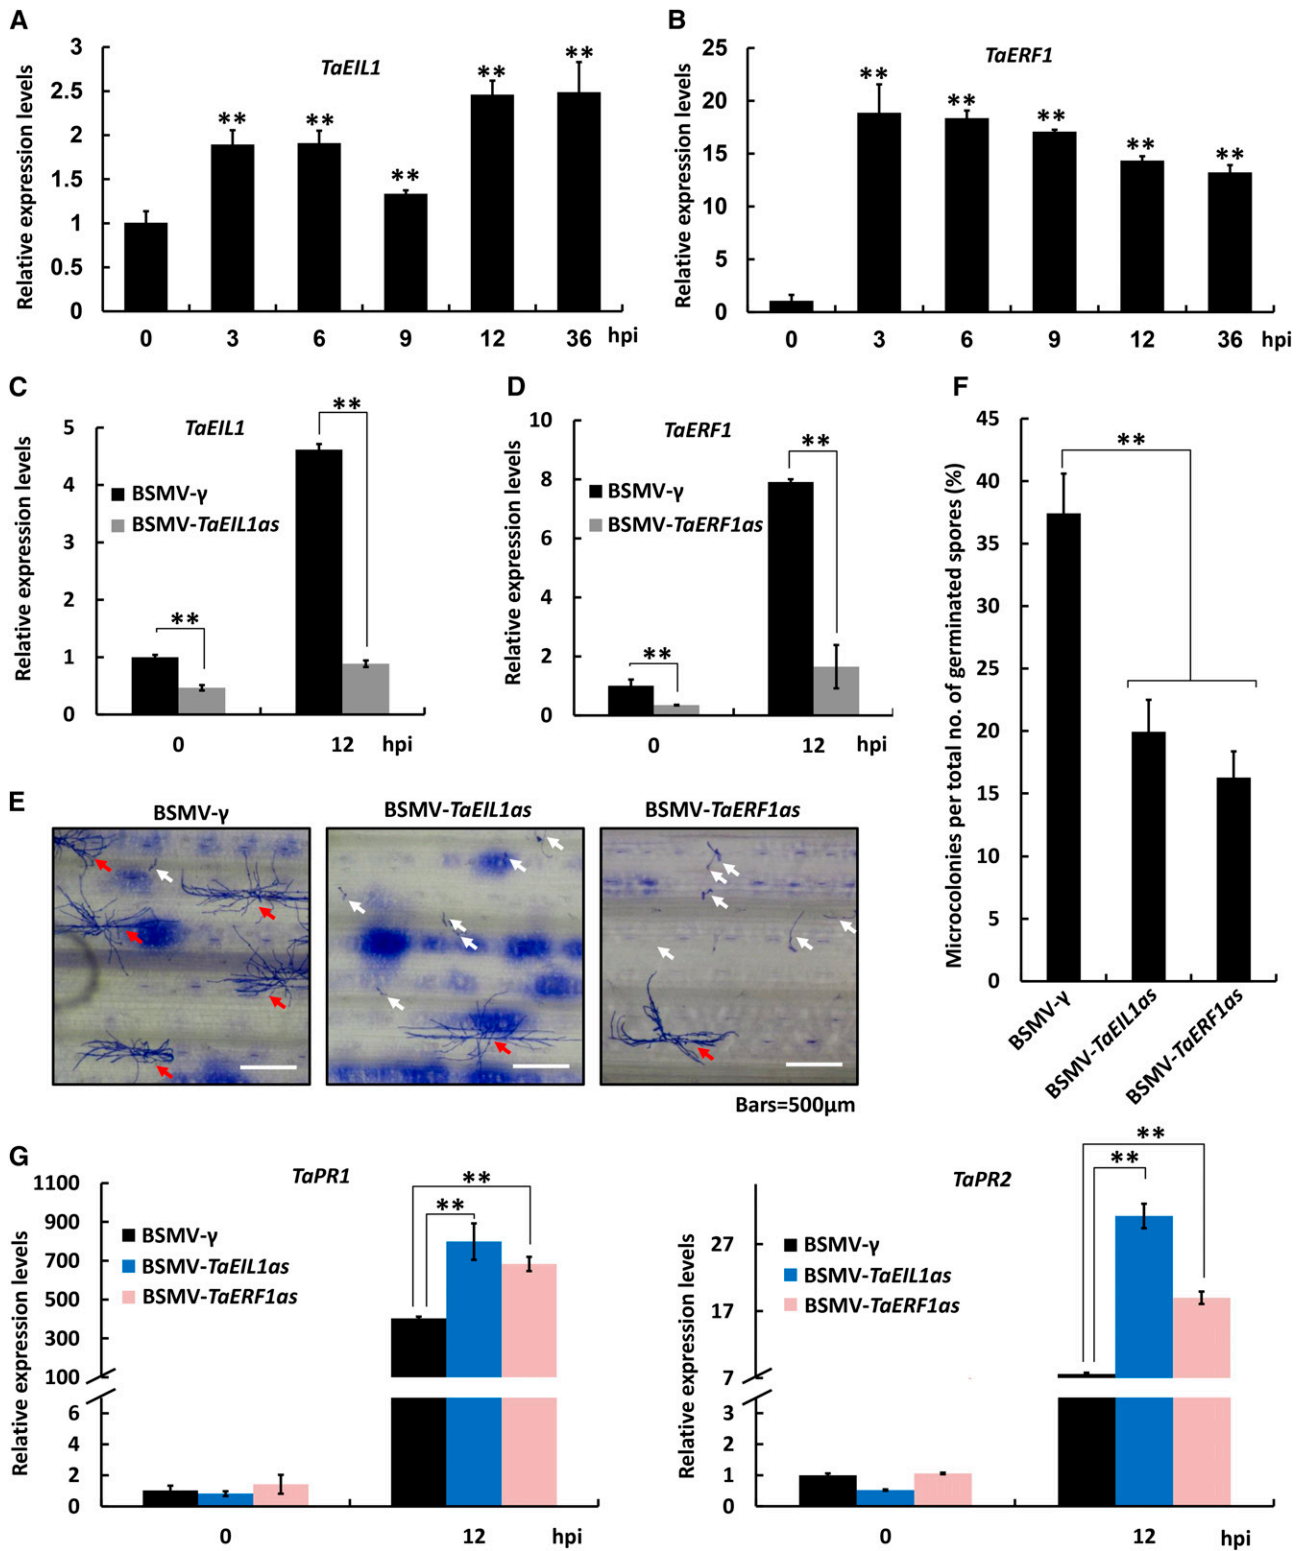 A
TaEIL1
Relative expression levels
3
2.5
2
1.5
1
0.5
0
**
**
**
**
**
0 3 6 9 12 36 hpi
B
TaERF1
Relative expression levels
25
20
15
10
5
0
**
**
**
**
**
0 3 6 9 12 36 hpi
C
TaEIL1
Relative expression levels
5
4
3
2
1
0
BSMV-γ
BSMV-TaEIL1as
**
**
0 12 hpi
D
TaERF1
Relative expression levels
10
8
6
4
2
0
BSMV-γ
BSMV-TaERF1as
**
**
0 12 hpi
F
Microcolonies per total no. of germinated spores (%)
45
40
35
30
25
20
15
10
5
0
**
BSMV-γ
BSMV-TaEIL1as
BSMV-TaERF1as
E
BSMV-γ
BSMV-TaEIL1as
BSMV-TaERF1as
Bars=500μm
G
TaPR1
Relative expression levels
1100
900
700
500
300
100
6
4
2
0
BSMV-γ
BSMV-TaEIL1as
BSMV-TaERF1as
**
**
0 12 hpi
TaPR2
Relative expression levels
27
17
7
3
2
1
0
BSMV-γ
BSMV-TaEIL1as
BSMV-TaERF1as
**
**
0 12 hpi